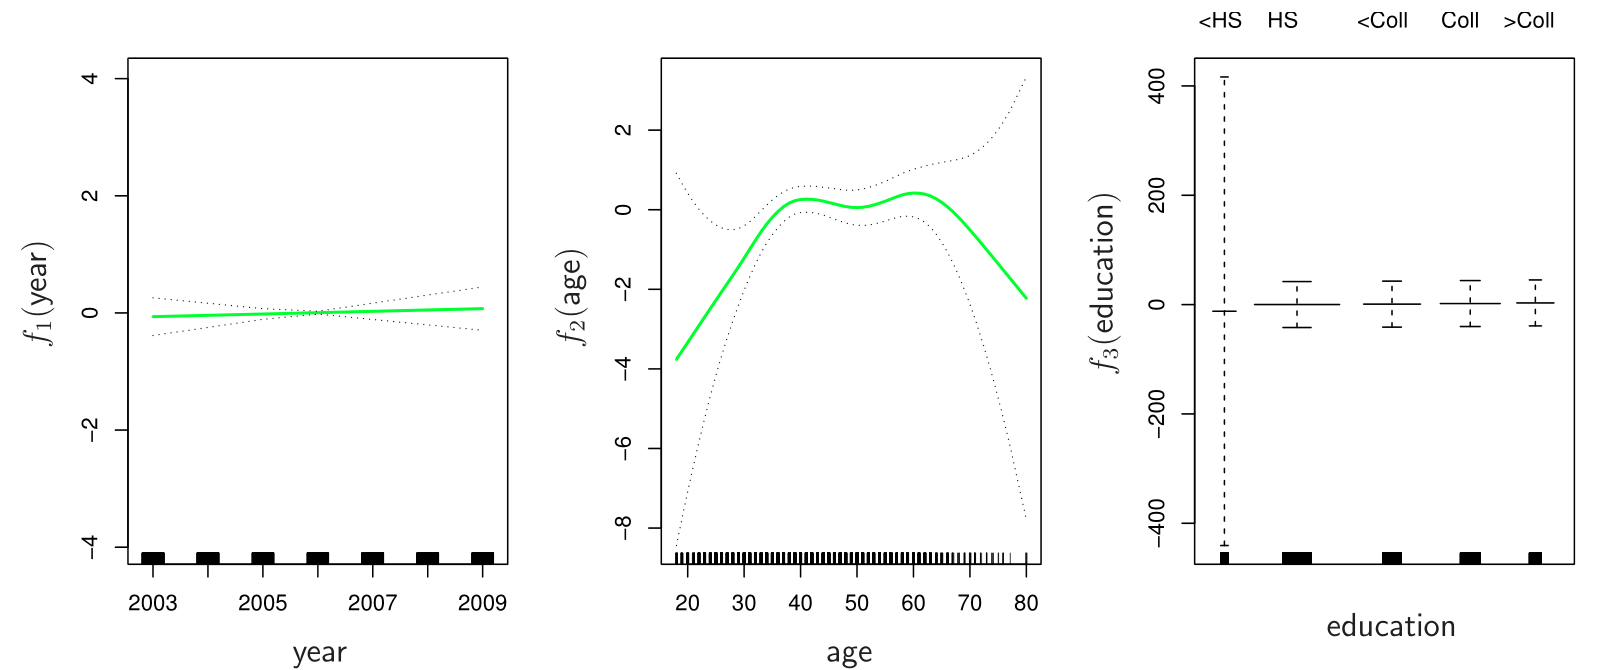 <HS HS <Coll Coll >Coll
4
2
0
−2
−4
f1(year)
2003 2005 2007 2009
year
2
0
−2
−4
−6
−8
f2(age)
20 30 40 50 60 70 80
age
400
200
0
−200
−400
f3(education)
education